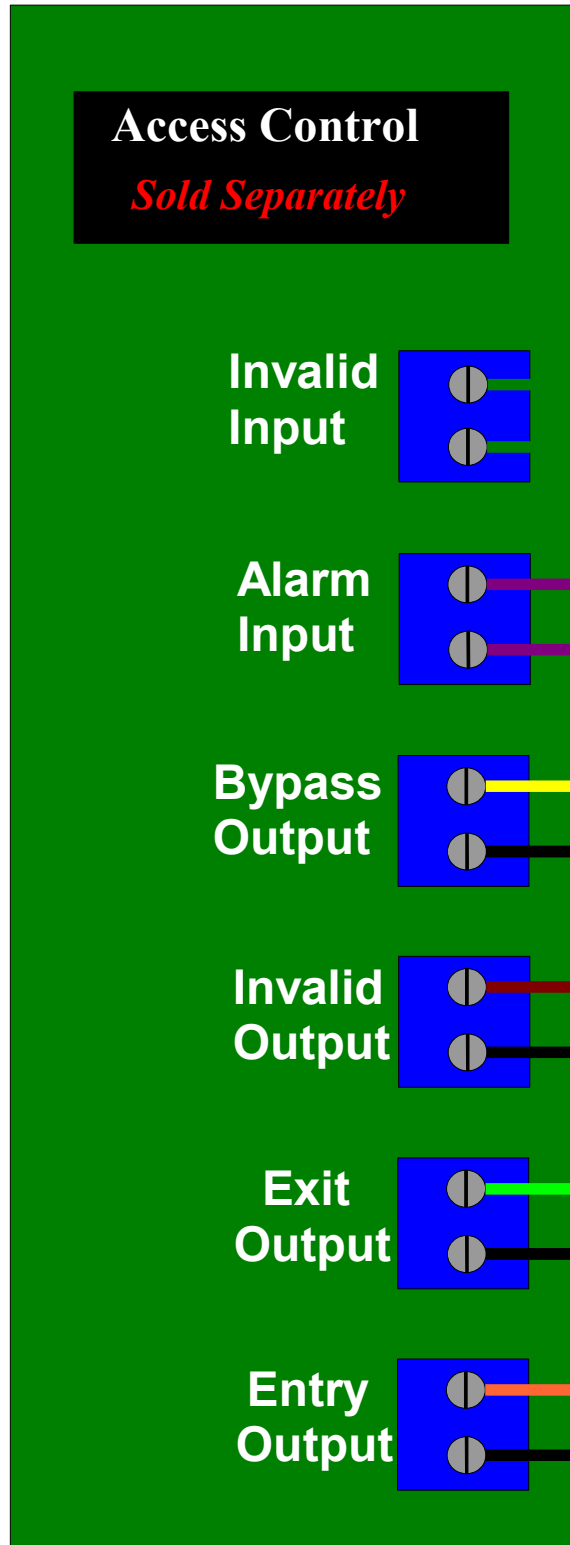 Access Control
Sold Separately
Invalid
Input
Alarm
Input
Bypass
Output
Invalid
Output
Exit
Output
Entry
Output